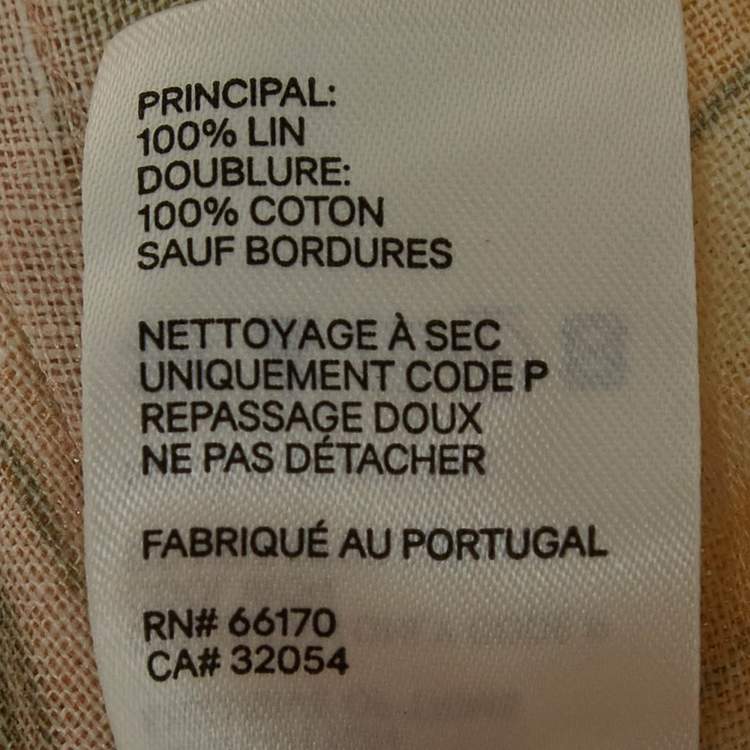 PRINCIPAL:
100% LIN
DOUBLURE:
100% COTON
SAUF BORDURES
NETTOYAGE À SEC
UNIQUEMENT CODE P
REPASSAGE DOUX
NE PAS DÉTACHER
FABRIQUÉ AU PORTUGAL
RN# 66170
CA# 32054